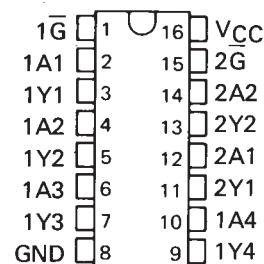 1G̅ 1 16 VCC
1A1 2 15 2G̅
1Y1 3 14 2A2
1A2 4 13 2Y2
1Y2 5 12 2A1
1A3 6 11 2Y1
1Y3 7 10 1A4
GND 8 9 1Y4